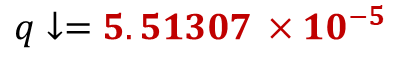 q ↓= 5.51307 × 10⁻⁵